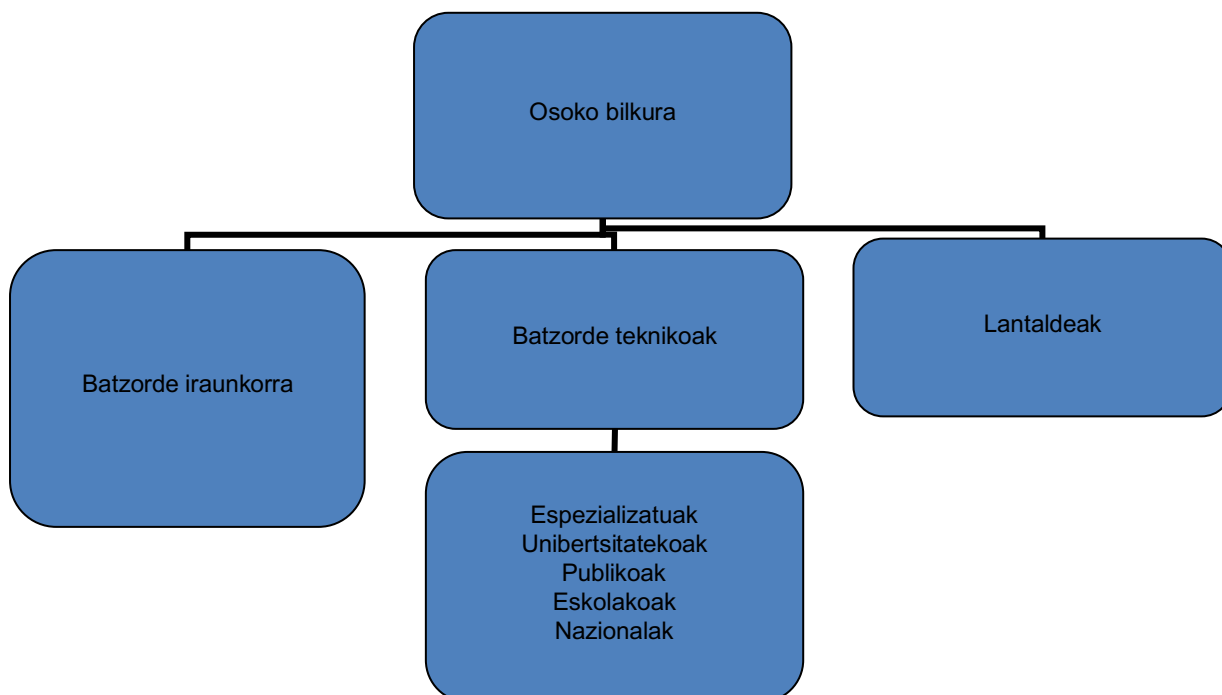 Osoko bilkura
Batzorde iraunkorra
Batzorde teknikoak
Lantaldeak
Espezializatuak
Unibertsitatekoak
Publikoak
Eskolakoak
Nazionalak